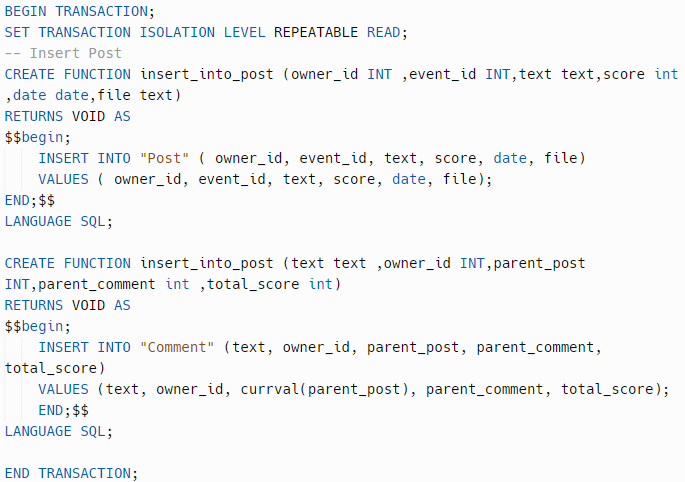 BEGIN TRANSACTION;
SET TRANSACTION ISOLATION LEVEL REPEATABLE READ;
-- Insert Post
CREATE FUNCTION insert_into_post (owner_id INT ,event_id INT,text text,score int
,date date,file text)
RETURNS VOID AS
$$begin;
    INSERT INTO "Post" ( owner_id, event_id, text, score, date, file)
    VALUES ( owner_id, event_id, text, score, date, file);
END;$$
LANGUAGE SQL;

CREATE FUNCTION insert_into_post (text text ,owner_id INT,parent_post
INT,parent_comment int ,total_score int)
RETURNS VOID AS
$$begin;
    INSERT INTO "Comment" (text, owner_id, parent_post, parent_comment,
total_score)
    VALUES (text, owner_id, currval(parent_post), parent_comment, total_score);
    END;$$
LANGUAGE SQL;

END TRANSACTION;